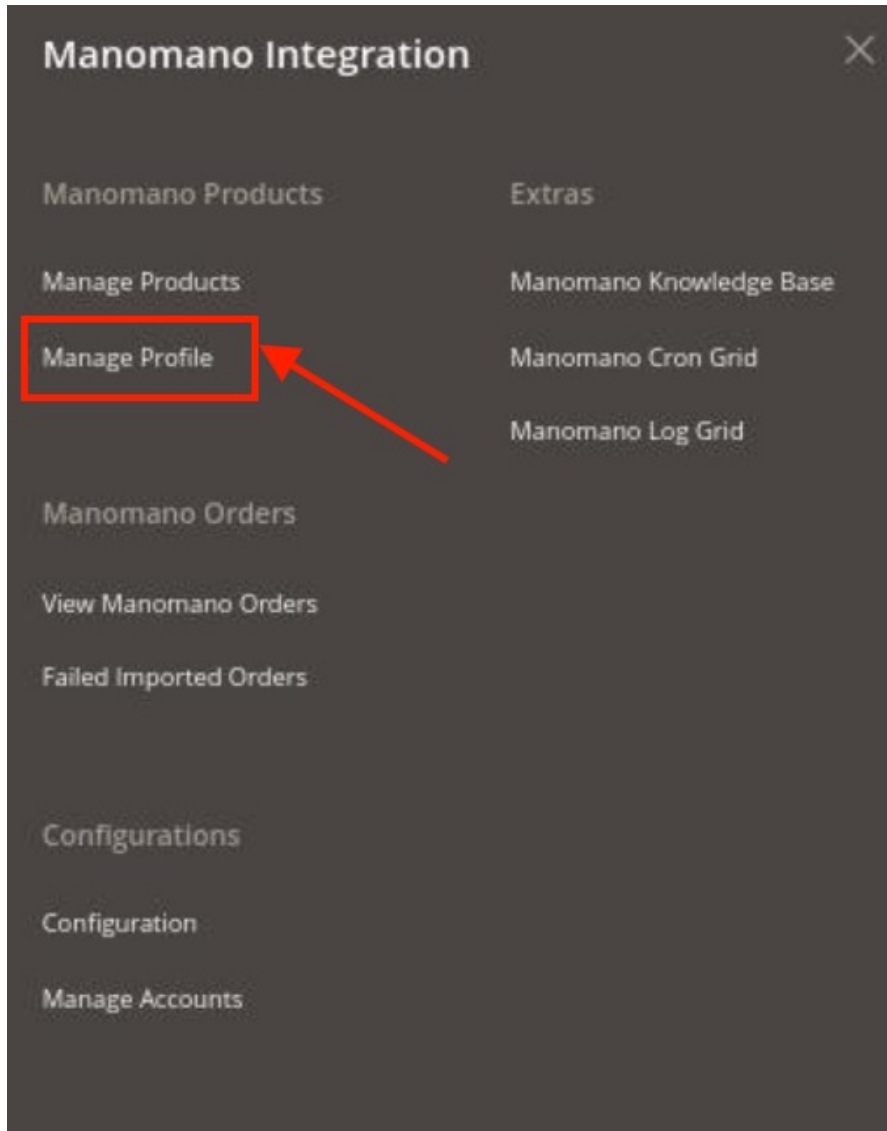 Manomano Integration
Manomano Products
Manage Products
Manage Profile
Extras
Manomano Knowledge Base
Manomano Cron Grid
Manomano Log Grid
Manomano Orders
View Manomano Orders
Failed Imported Orders
Configurations
Configuration
Manage Accounts